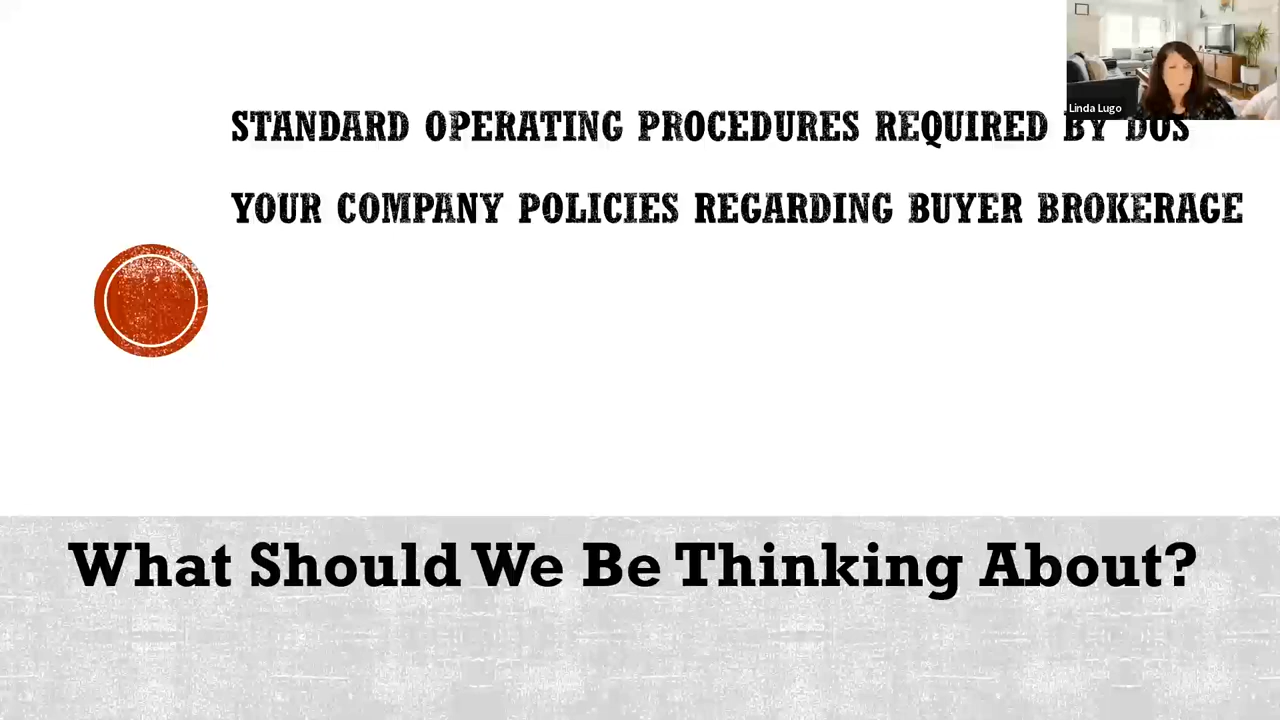 Linda Lugo
STANDARD OPERATING PROCEDURES REQUIRED BY DOS
YOUR COMPANY POLICIES REGARDING BUYER BROKERAGE
What Should We Be Thinking About?